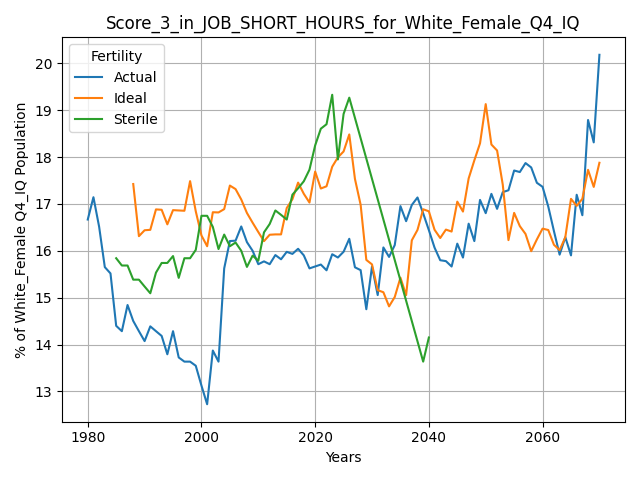 Score_3_in_JOB_SHORT_HOURS_for_White_Female_Q4_IQ
% of White_Female Q4_IQ Population
20
19
18
17
16
15
14
13
Fertility
Actual
Ideal
Sterile
1980 2000 2020 2040 2060
Years